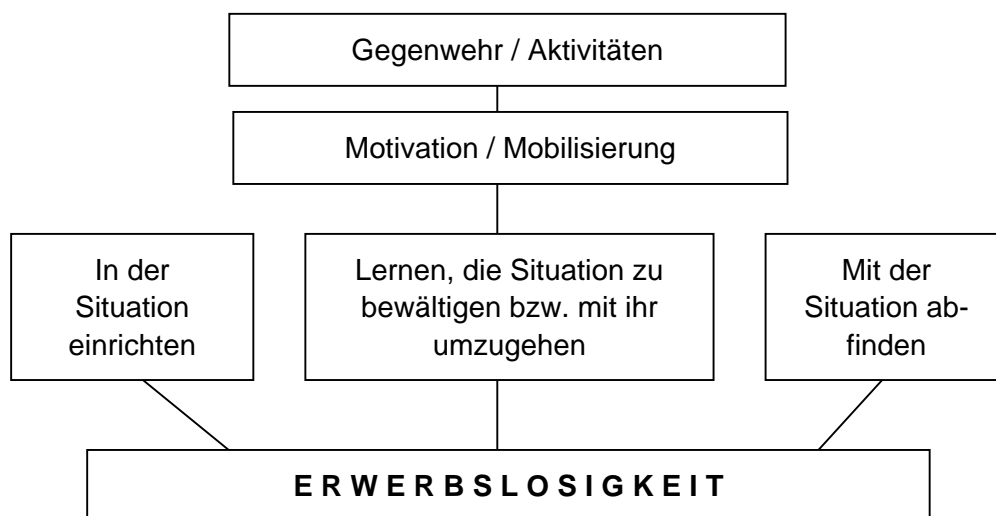 Gegenwehr / Aktivitäten
Motivation / Mobilisierung
In der
Situation
einrichten
Lernen, die Situation zu
bewältigen bzw. mit ihr
umzugehen
Mit der
Situation ab-
finden
E R W E R B S L O S I G K E I T